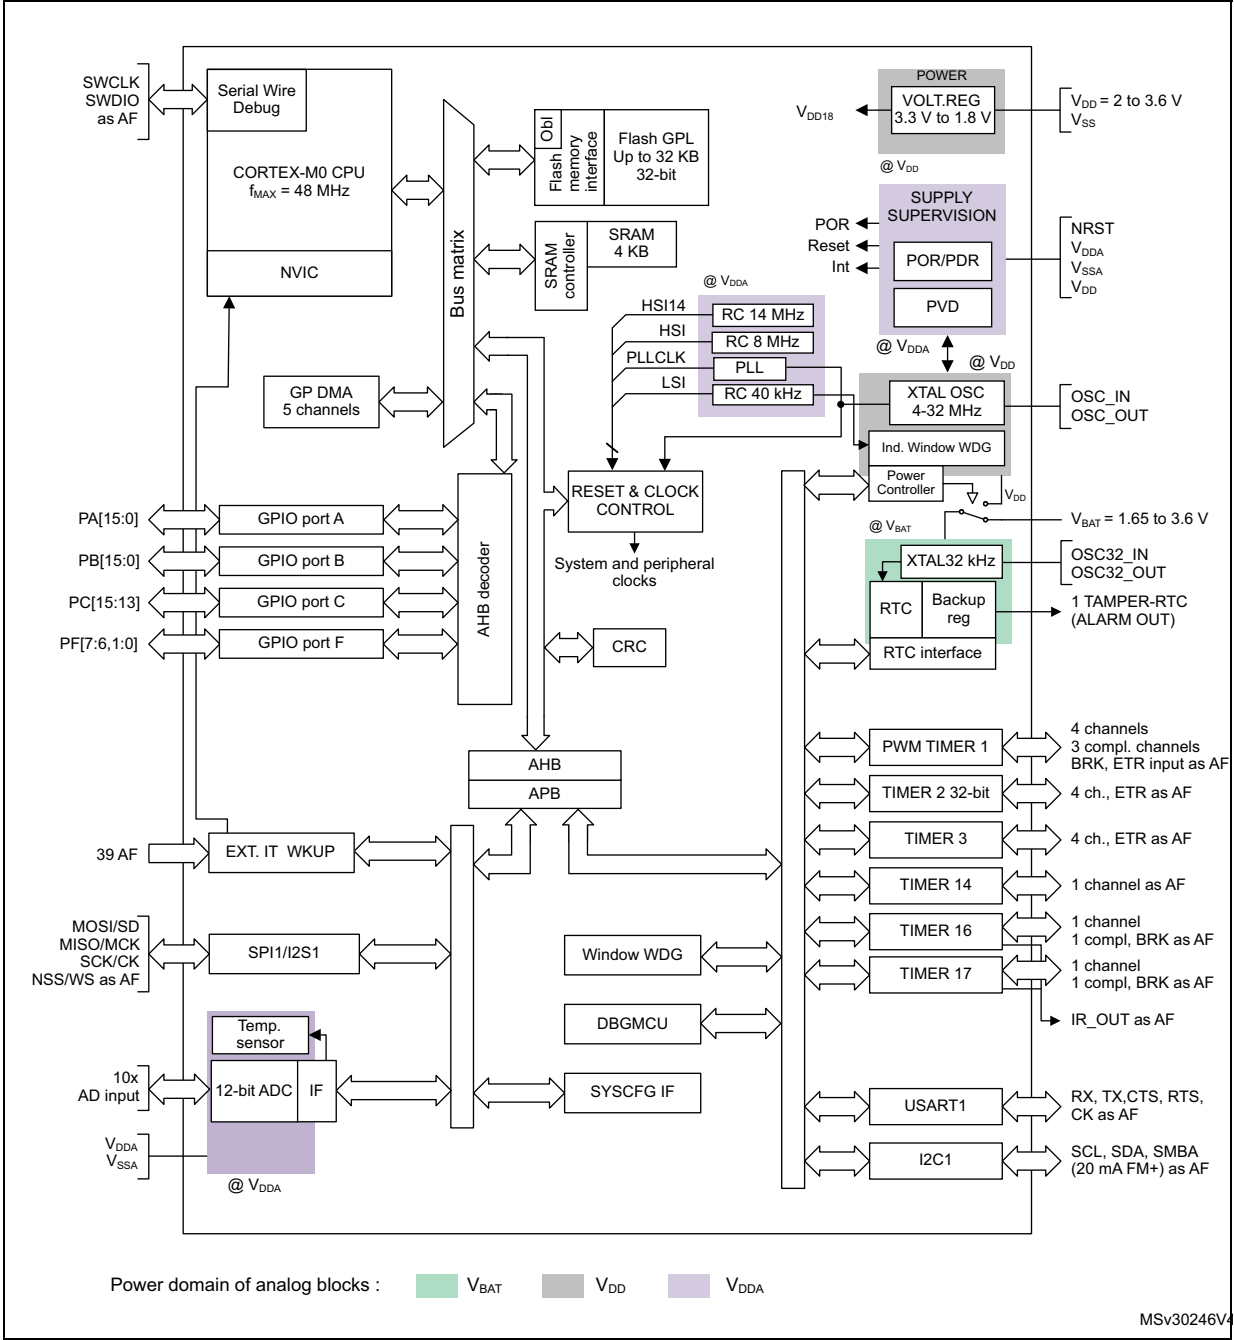 SWCLK
SWDIO
as AF
Serial Wire
Debug
CORTEX-M0 CPU
fMAX = 48 MHz
NVIC
Bus matrix
Obl
Flash
memory
interface
Flash GPL
Up to 32 KB
32-bit
SRAM
controller
SRAM
4 KB
POWER
VOLT.REG
3.3 V to 1.8 V
VDD18
VDD = 2 to 3.6 V
VSS
@ VDD
SUPPLY
SUPERVISION
POR
Reset
Int
POR/PDR
PVD
NRST
VDDA
VSSA
VDD
@ VDDA
@ VDDA
@ VDD
HSI14
HSI
PLLCLK
LSI
RC 14 MHz
RC 8 MHz
PLL
RC 40 kHz
XTAL OSC
4-32 MHz
OSC_IN
OSC_OUT
Ind. Window WDG
Power
Controller
VDD
VBAT = 1.65 to 3.6 V
@ VBAT
GP DMA
5 channels
RESET & CLOCK
CONTROL
System and peripheral
clocks
XTAL32 kHz
OSC32_IN
OSC32_OUT
RTC
Backup
reg
1 TAMPER-RTC
(ALARM OUT)
RTC interface
PA[15:0]
GPIO port A
PB[15:0]
GPIO port B
PC[15:13]
GPIO port C
PF[7:6,1:0]
GPIO port F
AHB decoder
CRC
AHB
APB
PWM TIMER 1
4 channels
3 compl. channels
BRK, ETR input as AF
TIMER 2 32-bit
4 ch., ETR as AF
TIMER 3
4 ch., ETR as AF
TIMER 14
1 channel as AF
TIMER 16
1 channel
1 compl, BRK as AF
TIMER 17
1 channel
1 compl, BRK as AF
IR_OUT as AF
39 AF
EXT. IT WKUP
MOSI/SD
MISO/MCK
SCK/CK
NSS/WS as AF
SPI1/I2S1
Window WDG
DBGMCU
SYSCFG IF
Temp.
sensor
10x
AD input
12-bit ADC
IF
VDDA
VSSA
@ VDDA
USART1
RX, TX,CTS, RTS,
CK as AF
I2C1
SCL, SDA, SMBA
(20 mA FM+) as AF
Power domain of analog blocks :
VBAT
VDD
VDDA
MSv30246V4